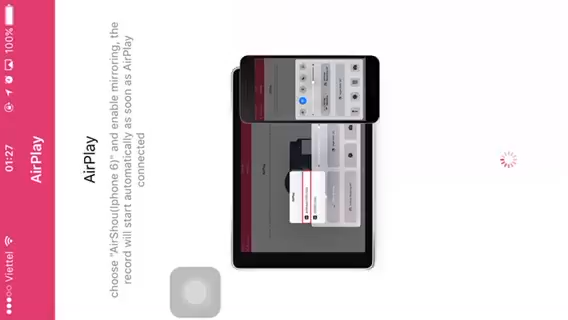 Viettel 01:27 100%
AirPlay
AirPlay
choose "AirShou(Iphone 6)" and enable mirroring, the
record will start automatically as soon as AirPlay
connected